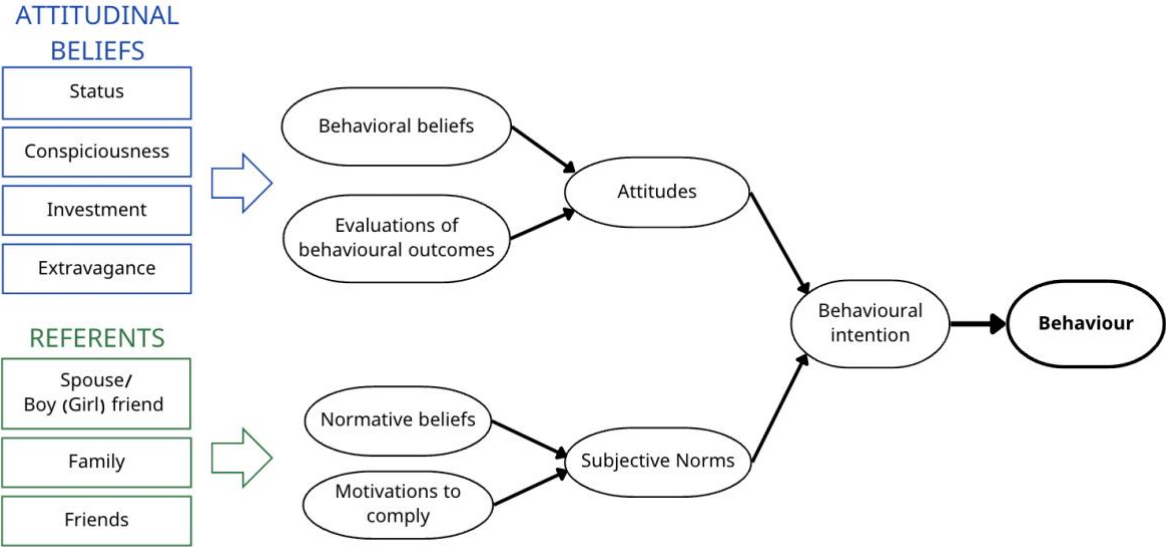 ATTITUDINAL
BELIEFS
Status
Conspiciousness
Investment
Extravagance
Behavioral beliefs
Evaluations of
behavioural outcomes
Attitudes
REFERENTS
Spouse/
Boy (Girl) friend
Family
Friends
Normative beliefs
Motivations to
comply
Subjective Norms
Behavioural
intention
Behaviour